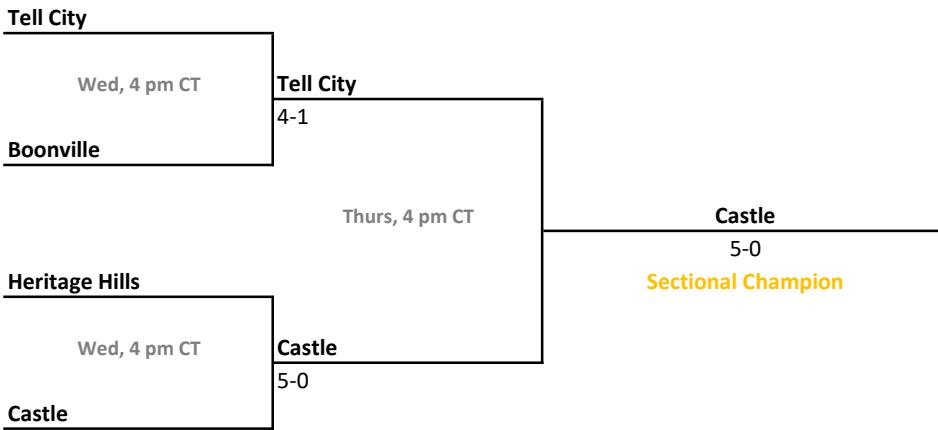 Tell City
Wed, 4 pm CT
Tell City
4-1
Boonville
Thurs, 4 pm CT
Castle
5-0
Sectional Champion
Heritage Hills
Wed, 4 pm CT
Castle
5-0
Castle